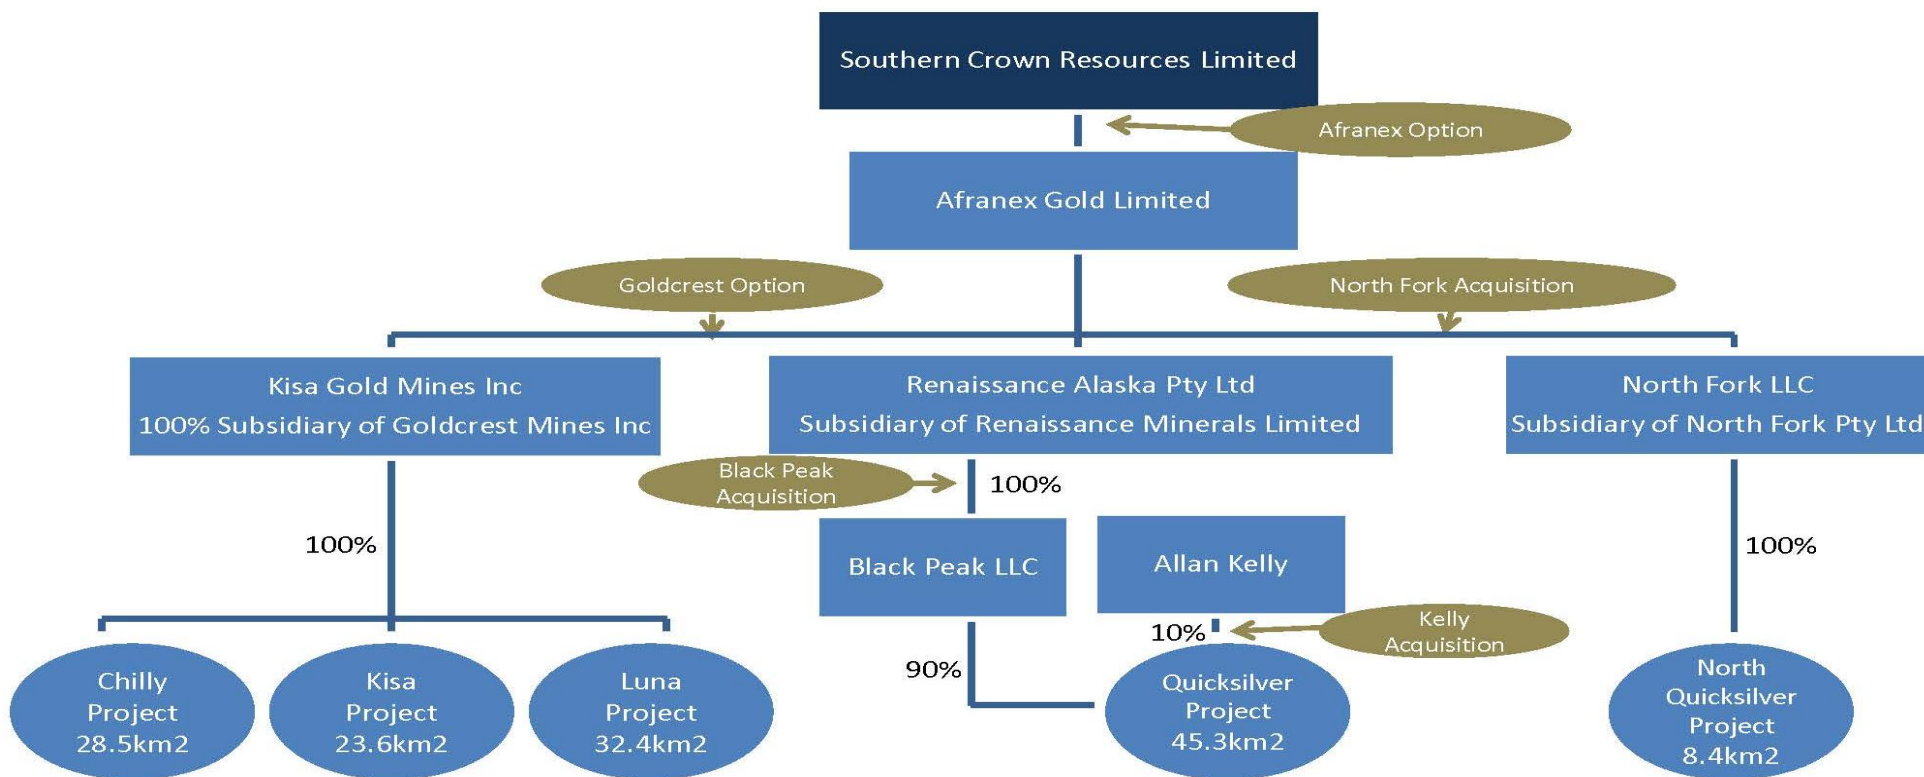 Southern Crown Resources Limited
Afranex Option
Afranex Gold Limited
Goldcrest Option
North Fork Acquisition
Kisa Gold Mines Inc
100% Subsidiary of Goldcrest Mines Inc
Renaissance Alaska Pty Ltd
Subsidiary of Renaissance Minerals Limited
North Fork LLC
Subsidiary of North Fork Pty Ltd
Black Peak
Acquisition
100%
100%
Black Peak LLC
Allan Kelly
100%
10%
Kelly
Acquisition
90%
Chilly
Project
28.5km2
Kisa
Project
23.6km2
Luna
Project
32.4km2
Quicksilver
Project
45.3km2
North
Quicksilver
Project
8.4km2